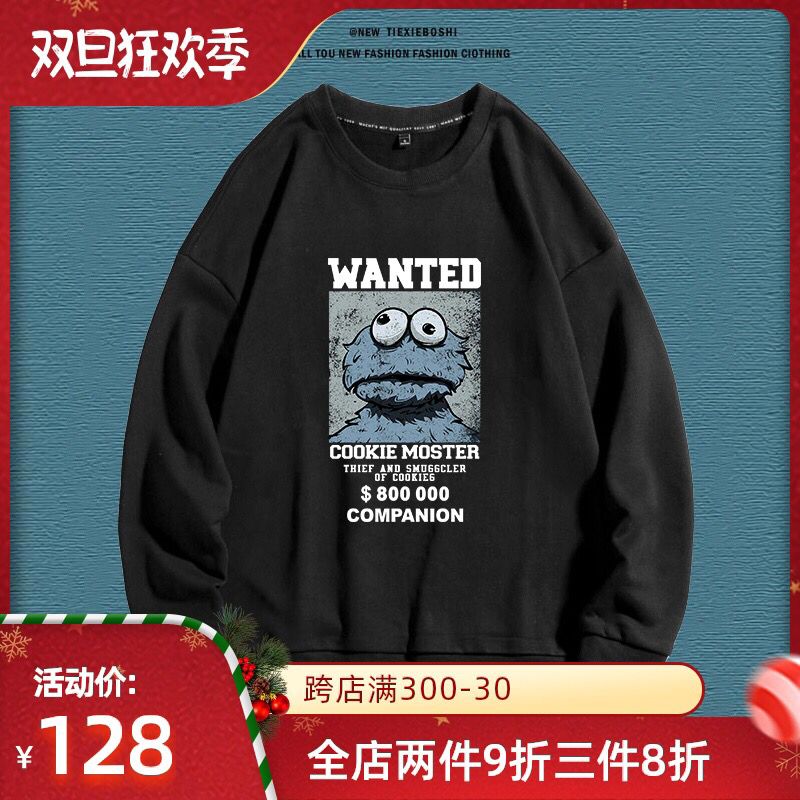 双旦狂欢季
@NEW TIEXIEBOSHI
ALL TOU NEW FASHION FASHION CLOTHING
WANTED
COOKIE MOSTER
THIEF AND SMUGGCLER
OF COOKIEG
$ 800 000
COMPANION
活动价:
¥128
跨店满300-30
全店两件9折三件8折